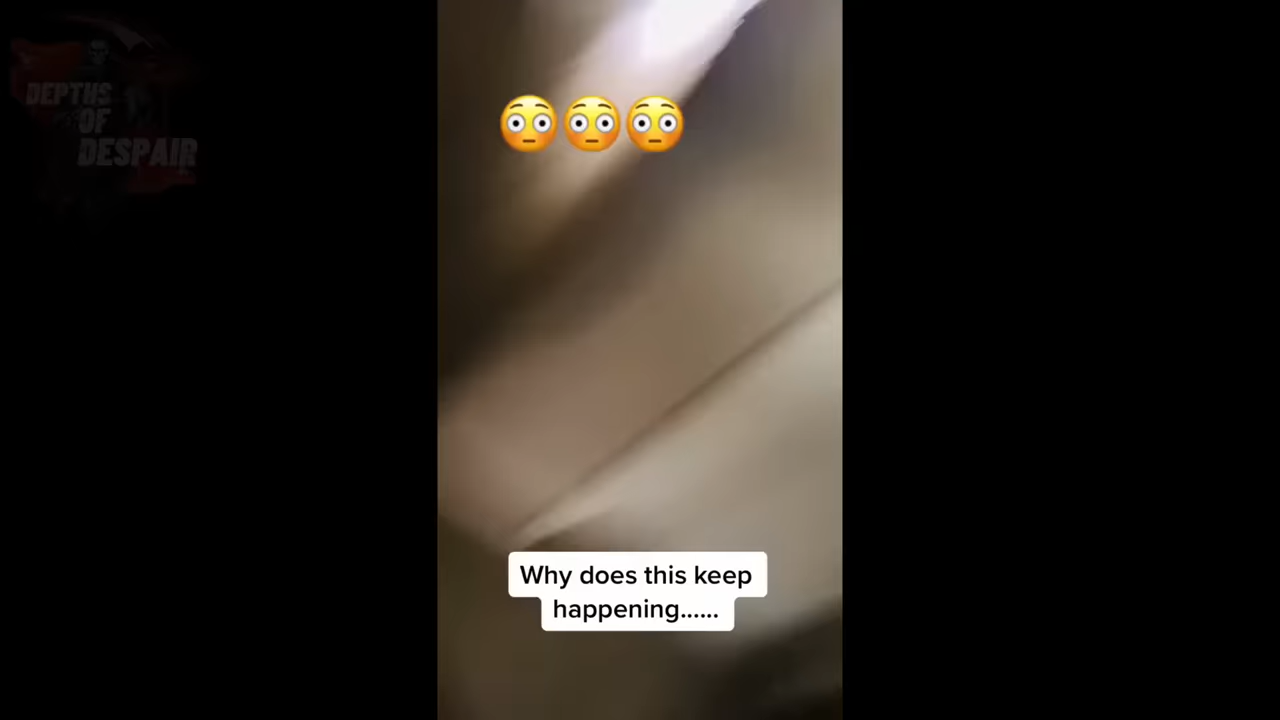 DEPTHS
OF
DESPAIR
😳😳😳
Why does this keep
happening......